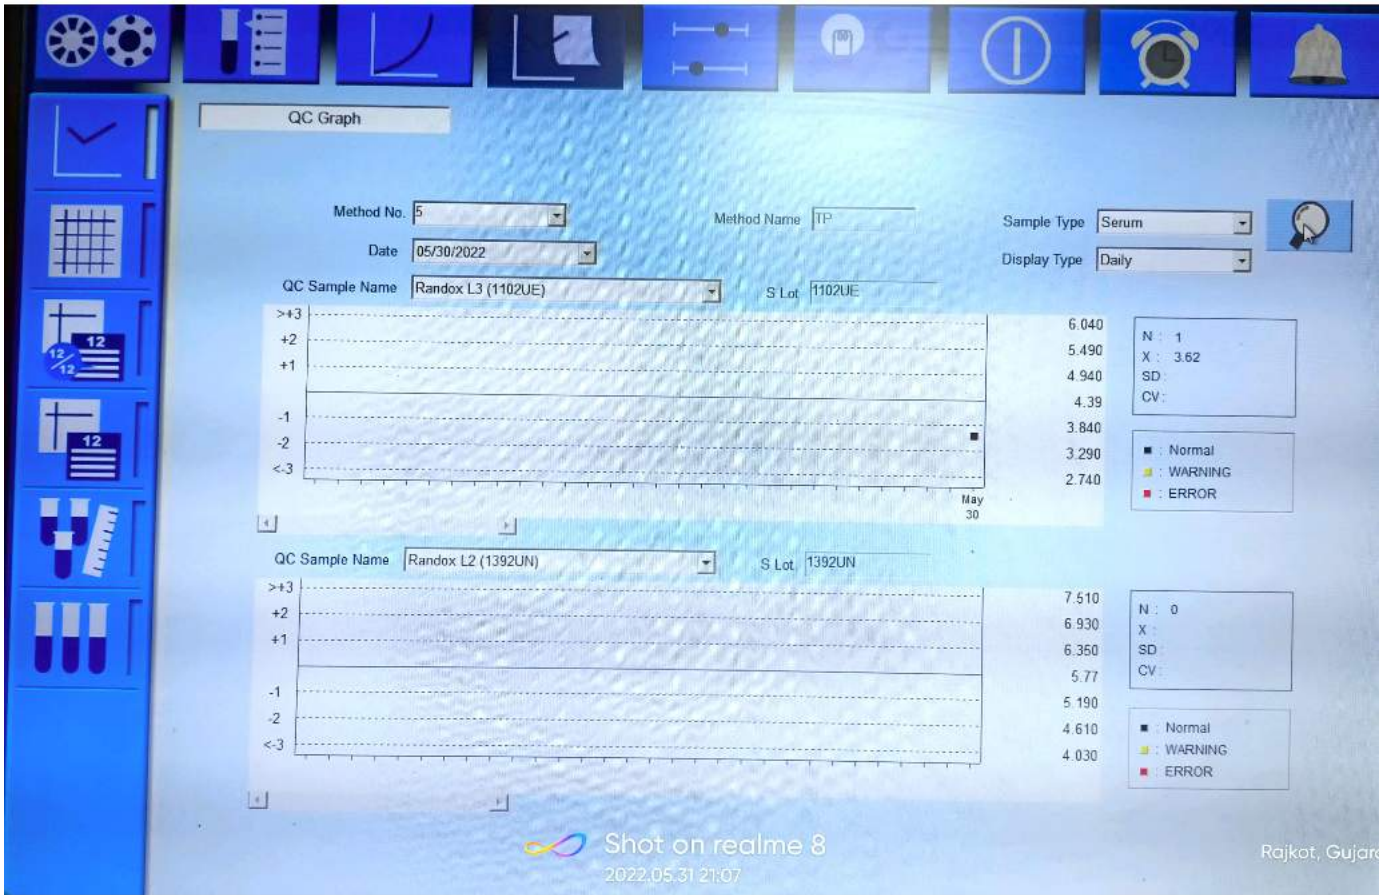 QC Graph
Method No. 5
Method Name TP
Sample Type Serum
Date 05/30/2022
Display Type Daily
QC Sample Name Randox L3 (1102UE)
S Lot 1102UE
>+3
+2
+1
-1
-2
<-3
6.040
5.490
4.940
4.39
3.840
3.290
2.740
May
30
N : 1
X : 3.62
SD :
CV :
: Normal
: WARNING
: ERROR
QC Sample Name Randox L2 (1392UN)
S Lot 1392UN
>+3
+2
+1
-1
-2
<-3
7.510
6.930
6.350
5.77
5.190
4.610
4.030
N : 0
X :
SD :
CV :
: Normal
: WARNING
: ERROR
12
12/12
12
Shot on realme 8
2022.05.31 21:07
Rajkot, Gujar